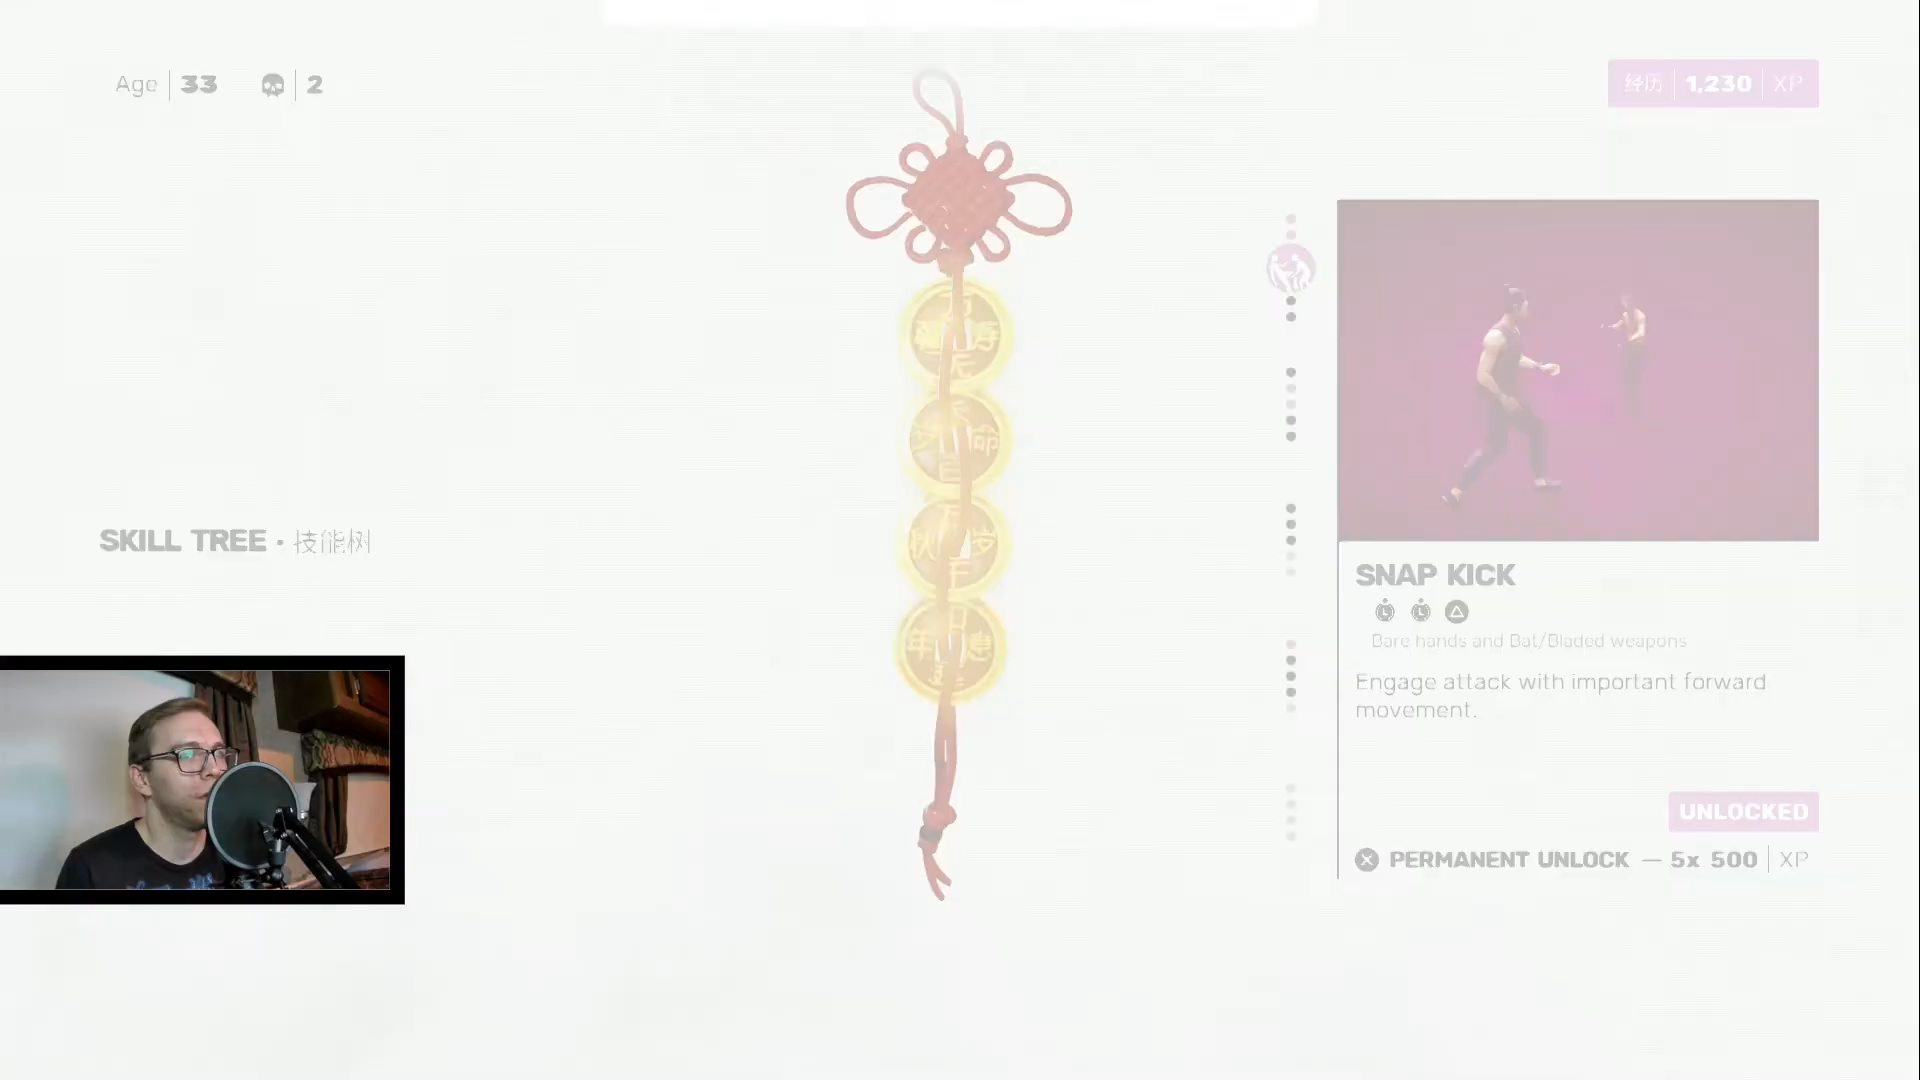 Age 33 2
经历 1,230 XP
SKILL TREE · 技能树
SNAP KICK
Bare hands and Bat/Bladed weapons
Engage attack with important forward
movement.
UNLOCKED
PERMANENT UNLOCK — 5x 500 XP